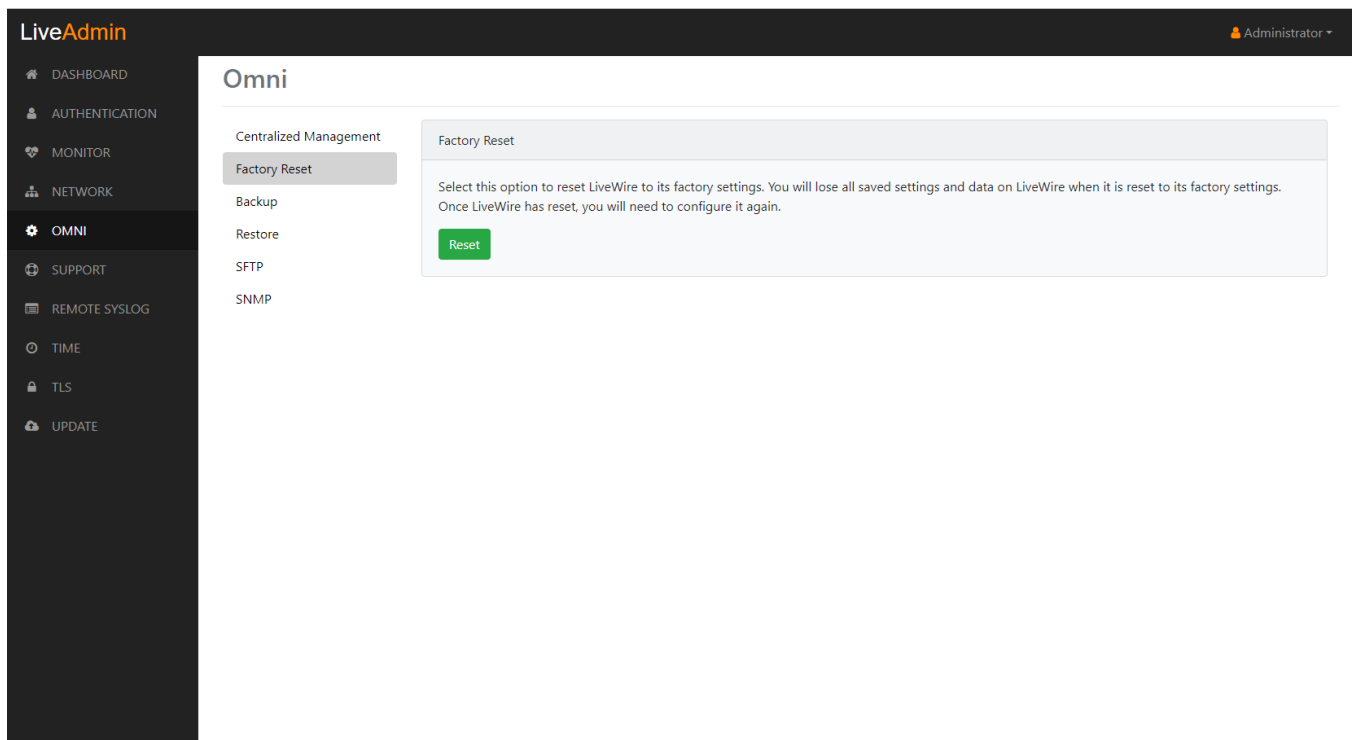 LiveAdmin
Administrator
DASHBOARD
AUTHENTICATION
MONITOR
NETWORK
OMNI
SUPPORT
REMOTE SYSLOG
TIME
TLS
UPDATE
Omni
Centralized Management
Factory Reset
Backup
Restore
SFTP
SNMP
Factory Reset
Select this option to reset LiveWire to its factory settings. You will lose all saved settings and data on LiveWire when it is reset to its factory settings.
Once LiveWire has reset, you will need to configure it again.
Reset